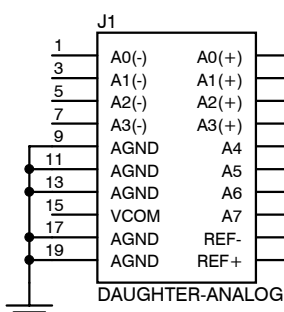 J1
1 A0(-) A0(+)
3 A1(-) A1(+)
5 A2(-) A2(+)
7 A3(-) A3(+)
9 AGND A4
11 AGND A5
13 AGND A6
15 VCOM A7
17 AGND REF-
19 AGND REF+
DAUGHTER-ANALOG